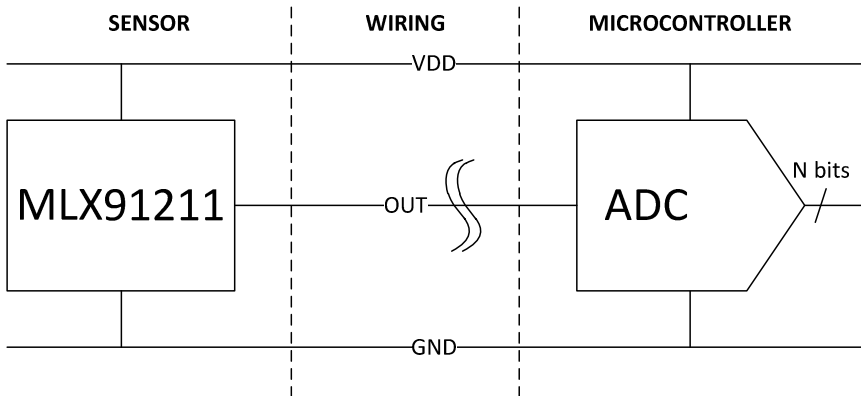 SENSOR
WIRING
MICROCONTROLLER
VDD
MLX91211
OUT
ADC
N bits
GND